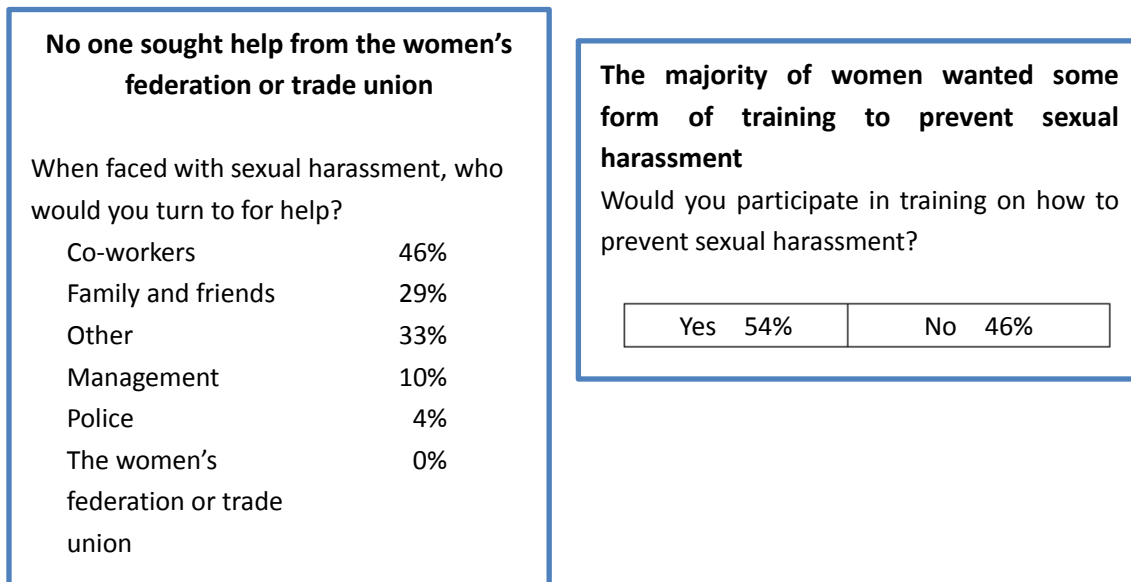 No one sought help from the women’s
federation or trade union
When faced with sexual harassment, who
would you turn to for help?
Co-workers 46%
Family and friends 29%
Other 33%
Management 10%
Police 4%
The women’s 0%
federation or trade
union
The majority of women wanted some
form of training to prevent sexual
harassment
Would you participate in training on how to
prevent sexual harassment?
Yes 54% No 46%